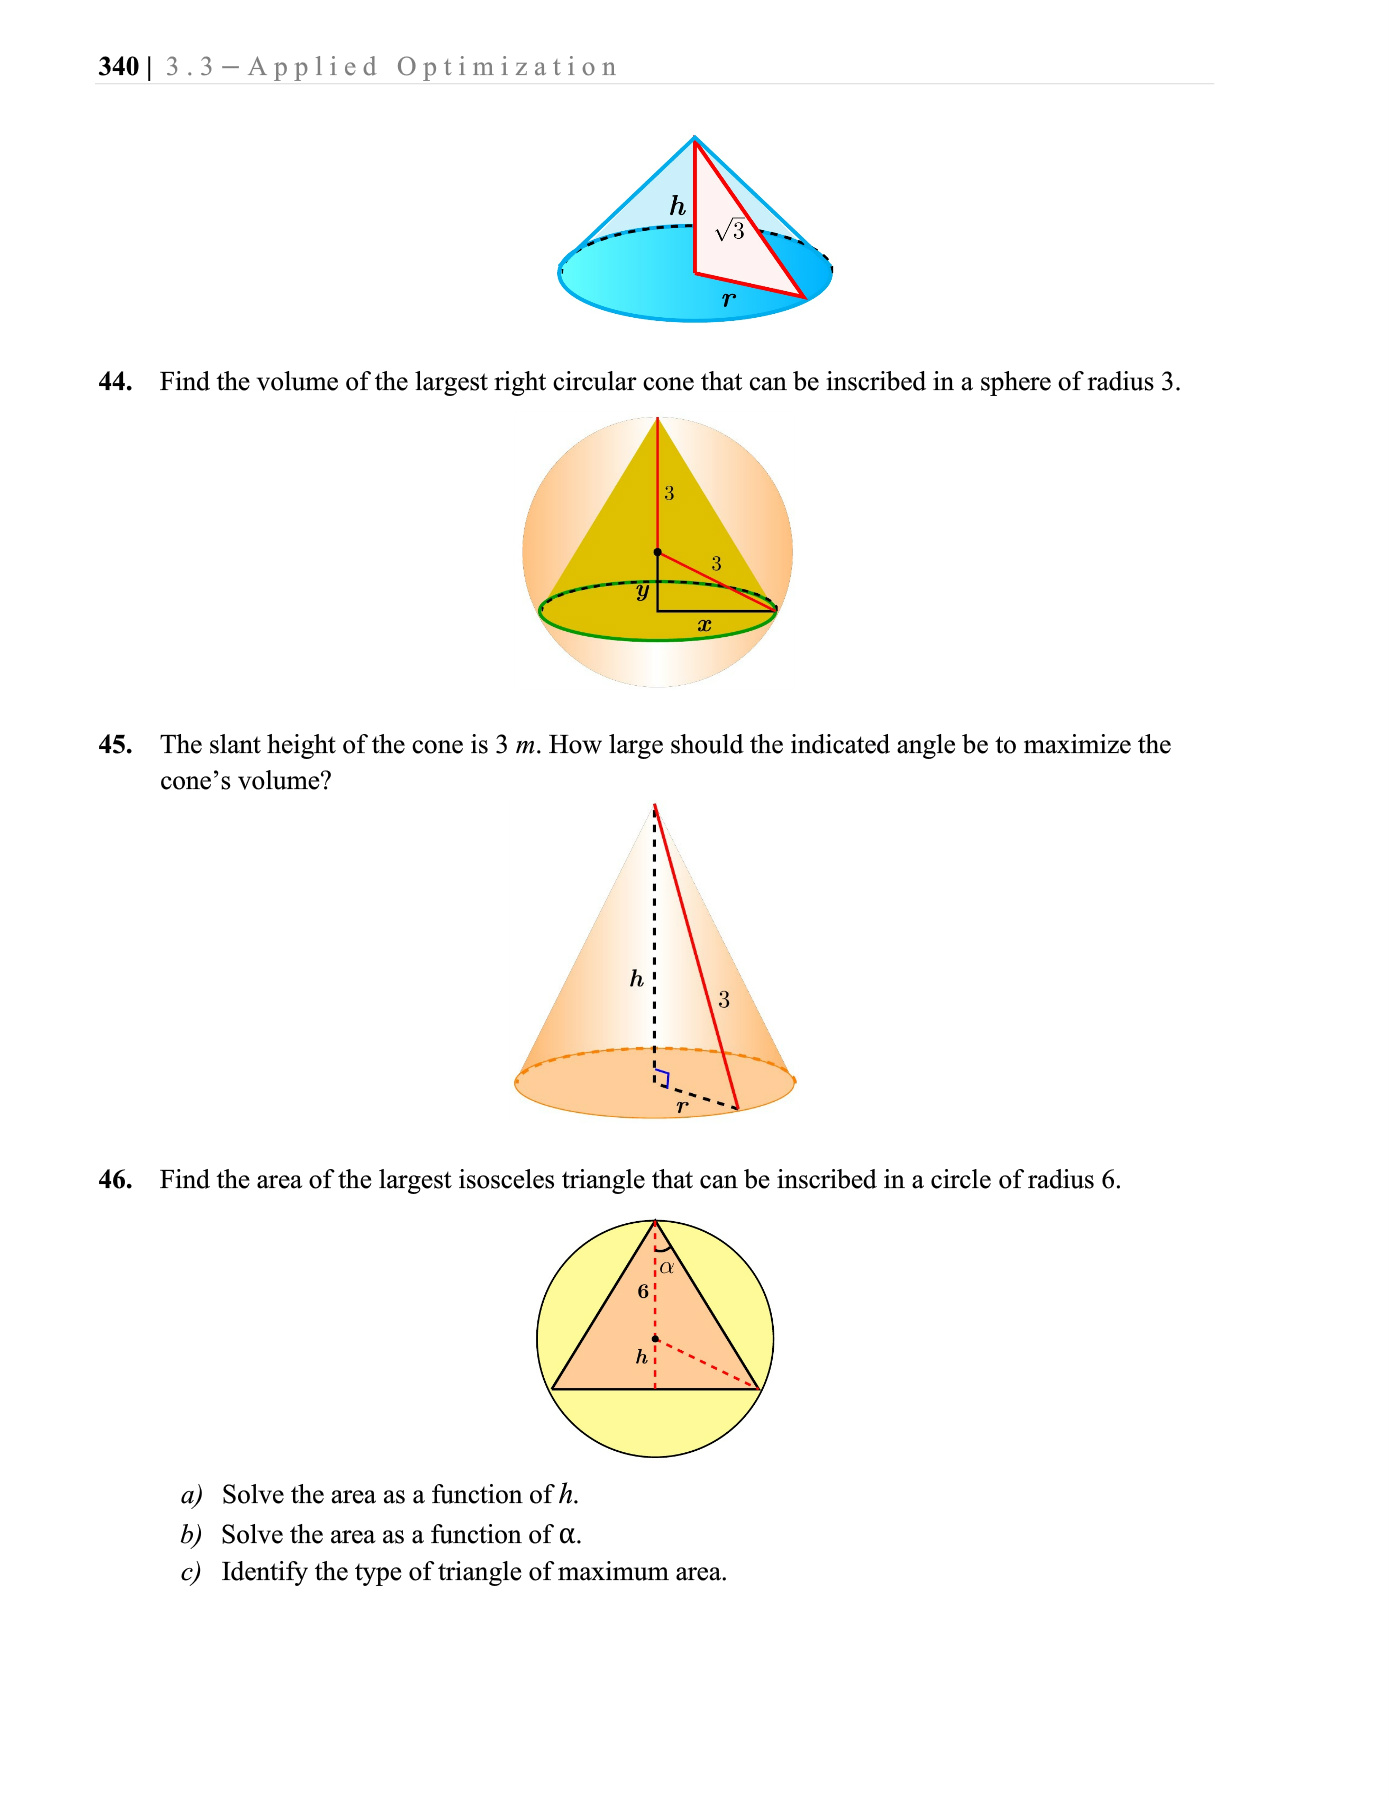 340 | 3.3 – Applied Optimization
h
√3
r
44. Find the volume of the largest right circular cone that can be inscribed in a sphere of radius 3.
3
3
y
x
45. The slant height of the cone is 3 m. How large should the indicated angle be to maximize the
cone’s volume?
h
3
r
46. Find the area of the largest isosceles triangle that can be inscribed in a circle of radius 6.
α
6
h
a) Solve the area as a function of h.
b) Solve the area as a function of α.
c) Identify the type of triangle of maximum area.